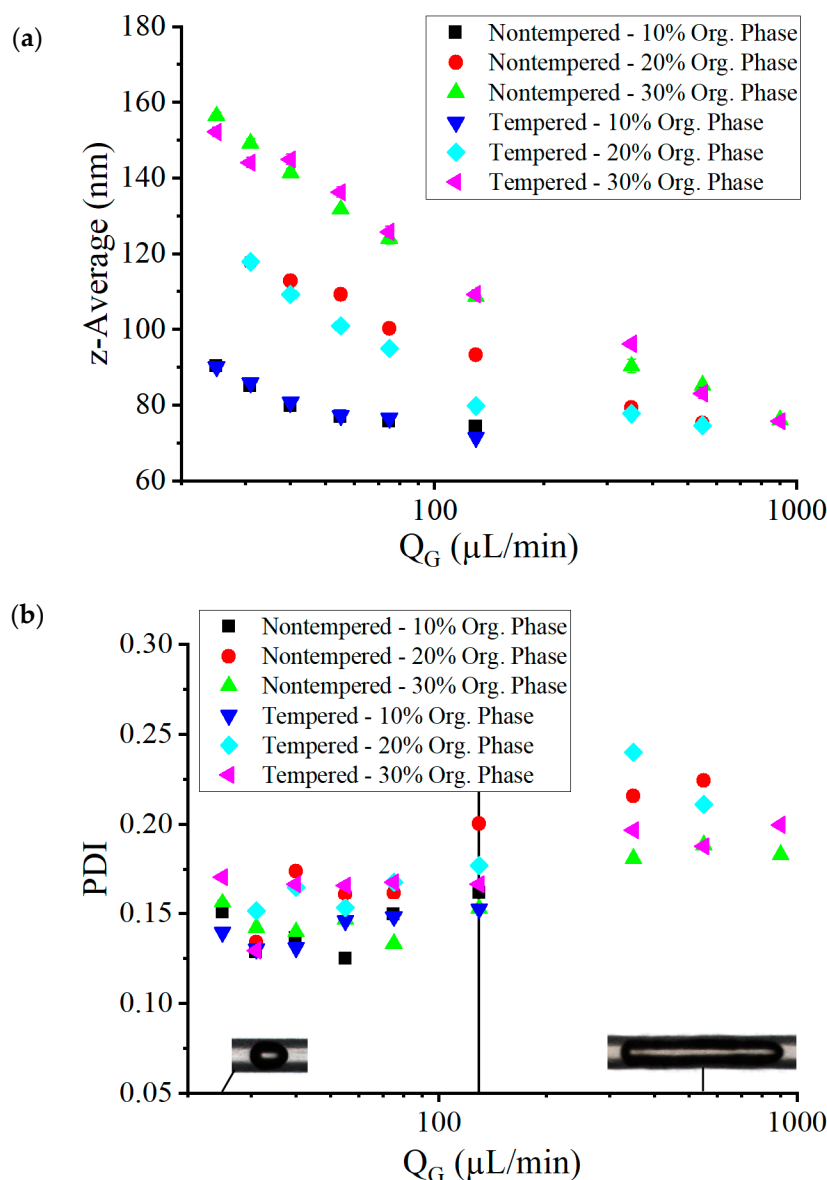 (a)
180
160
140
120
100
80
60
z-Average (nm)
Nontempered - 10% Org. Phase
Nontempered - 20% Org. Phase
Nontempered - 30% Org. Phase
Tempered - 10% Org. Phase
Tempered - 20% Org. Phase
Tempered - 30% Org. Phase
100
1000
Q_G (µL/min)
(b)
0.30
0.25
0.20
0.15
0.10
0.05
PDI
Nontempered - 10% Org. Phase
Nontempered - 20% Org. Phase
Nontempered - 30% Org. Phase
Tempered - 10% Org. Phase
Tempered - 20% Org. Phase
Tempered - 30% Org. Phase
100
1000
Q_G (µL/min)